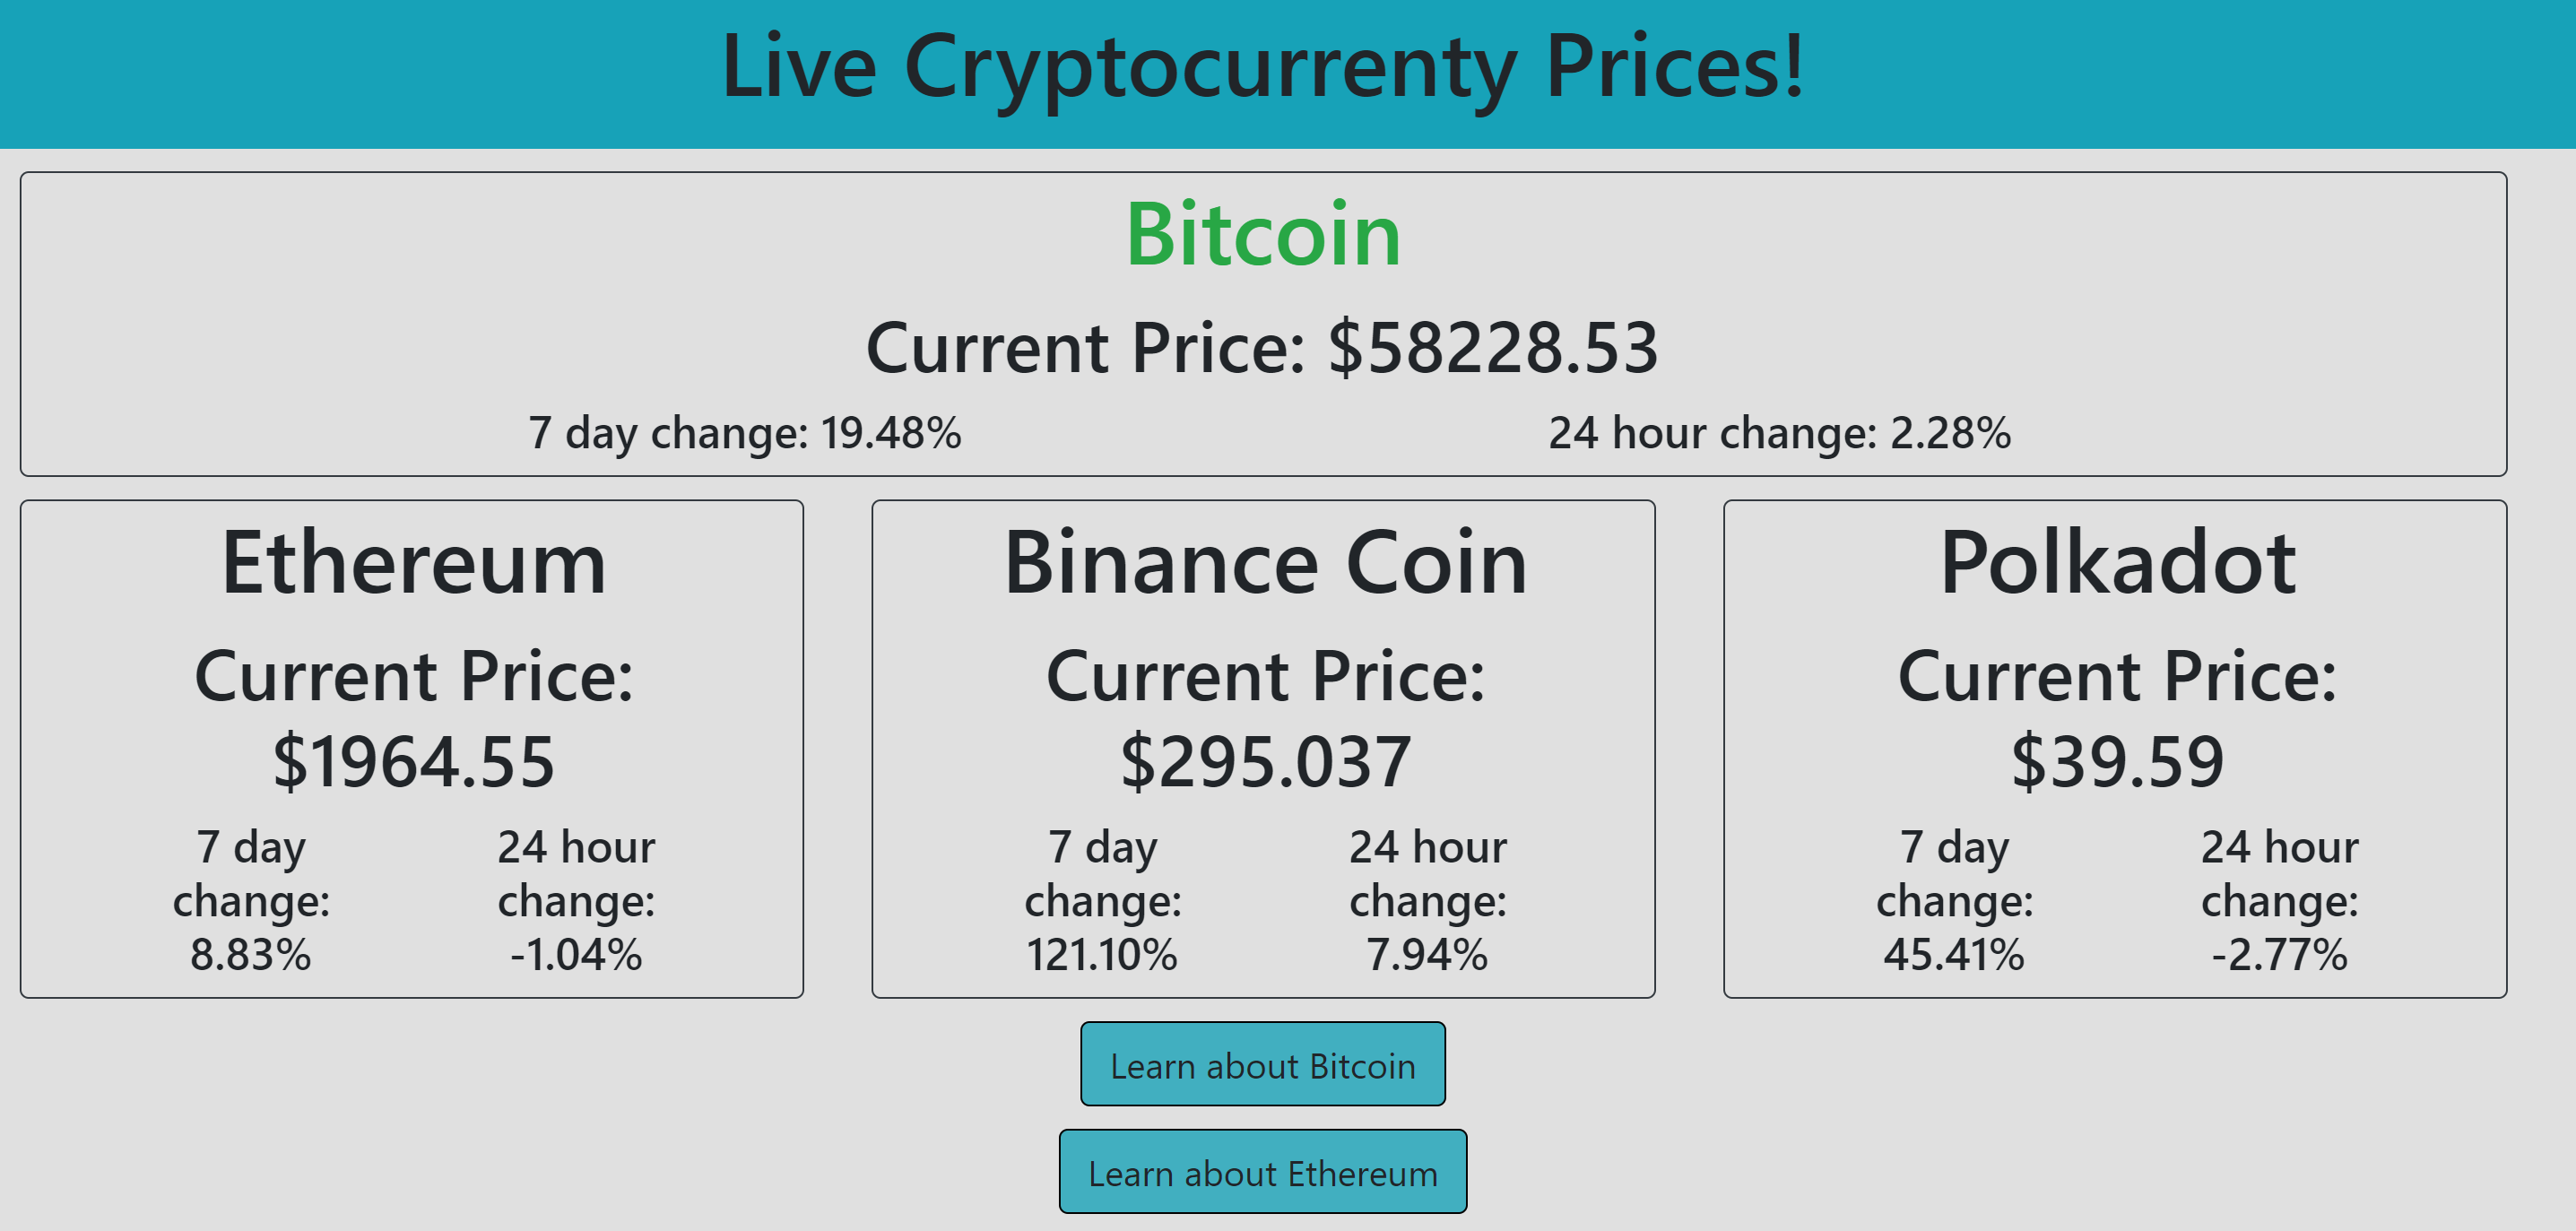 Live Cryptocurrenty Prices!
Bitcoin
Current Price: $58228.53
7 day change: 19.48%
24 hour change: 2.28%
Ethereum
Current Price:
$1964.55
7 day
change:
8.83%
24 hour
change:
-1.04%
Binance Coin
Current Price:
$295.037
7 day
change:
121.10%
24 hour
change:
7.94%
Polkadot
Current Price:
$39.59
7 day
change:
45.41%
24 hour
change:
-2.77%
Learn about Bitcoin
Learn about Ethereum